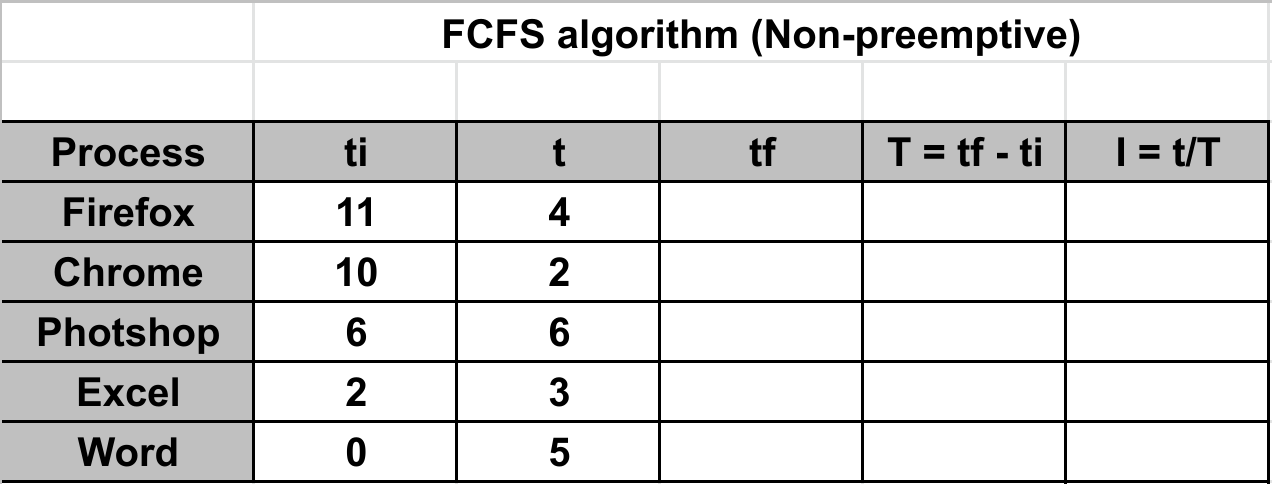 FCFS algorithm (Non-preemptive)
Process ti t tf T = tf - ti I = t/T
Firefox 11 4
Chrome 10 2
Photshop 6 6
Excel 2 3
Word 0 5